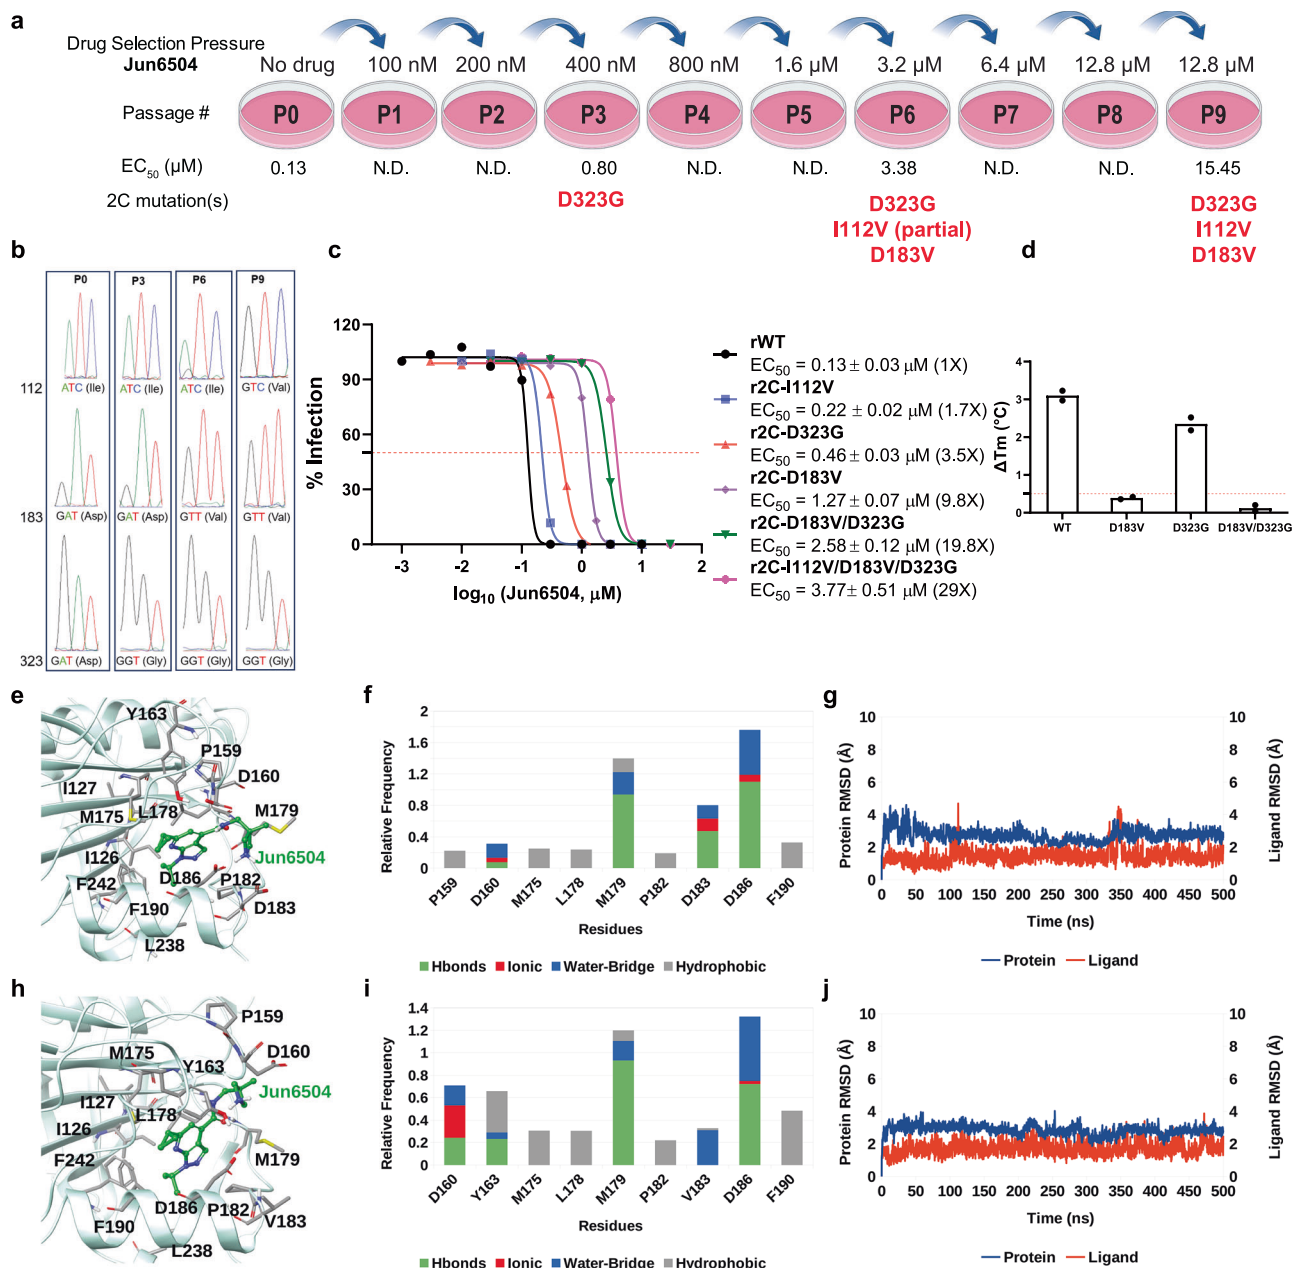 a
Drug Selection Pressure
Jun6504
No drug 100 nM 200 nM 400 nM 800 nM 1.6 µM 3.2 µM 6.4 µM 12.8 µM 12.8 µM
Passage # P0 P1 P2 P3 P4 P5 P6 P7 P8 P9
EC50 (µM) 0.13 N.D. N.D. 0.80 N.D. N.D. 3.38 N.D. N.D. 15.45
2C mutation(s) D323G D323G D323G
I112V (partial) I112V
D183V D183V
b
P0 P3 P6 P9
112 ATC (Ile) ATC (Ile) ATC (Ile) GTC (Val)
183 GAT (Asp) GAT (Asp) GTT (Val) GTT (Val)
323 GAT (Asp) GGT (Gly) GGT (Gly) GGT (Gly)
c
% Infection
120
90
60
30
0
-3 -2 -1 0 1 2
log10 (Jun6504, µM)
rWT
EC50 = 0.13 ± 0.03 µM (1X)
r2C-I112V
EC50 = 0.22 ± 0.02 µM (1.7X)
r2C-D323G
EC50 = 0.46 ± 0.03 µM (3.5X)
r2C-D183V
EC50 = 1.27 ± 0.07 µM (9.8X)
r2C-D183V/D323G
EC50 = 2.58 ± 0.12 µM (19.8X)
r2C-I112V/D183V/D323G
EC50 = 3.77± 0.51 µM (29X)
d
ΔTm (°C)
3
2
1
0
WT D183V D323G D183V/D323G
e
Y163
P159
D160
I127
M175
L178
M179
I126
Jun6504
D186
P182
F242
F190
D183
L238
f
Relative Frequency
2
1.6
1.2
0.8
0.4
0
P159 D160 M175 L178 M179 P182 D183 D186 F190
Residues
Hbonds Ionic Water-Bridge Hydrophobic
g
Protein RMSD (Å)
10
8
6
4
2
0
Ligand RMSD (Å)
10
8
6
4
2
0
0 50 100 150 200 250 300 350 400 450 500
Time (ns)
Protein Ligand
h
P159
D160
M175
Y163
Jun6504
I127
L178
I126
F242
M179
D186
P182
F190
V183
L238
i
Relative Frequency
1.4
1.2
1
0.8
0.6
0.4
0.2
0
D160 Y163 M175 L178 M179 P182 V183 D186 F190
Residues
Hbonds Ionic Water-Bridge Hydrophobic
j
Protein RMSD (Å)
10
8
6
4
2
0
Ligand RMSD (Å)
10
8
6
4
2
0
0 50 100 150 200 250 300 350 400 450 500
Time (ns)
Protein Ligand